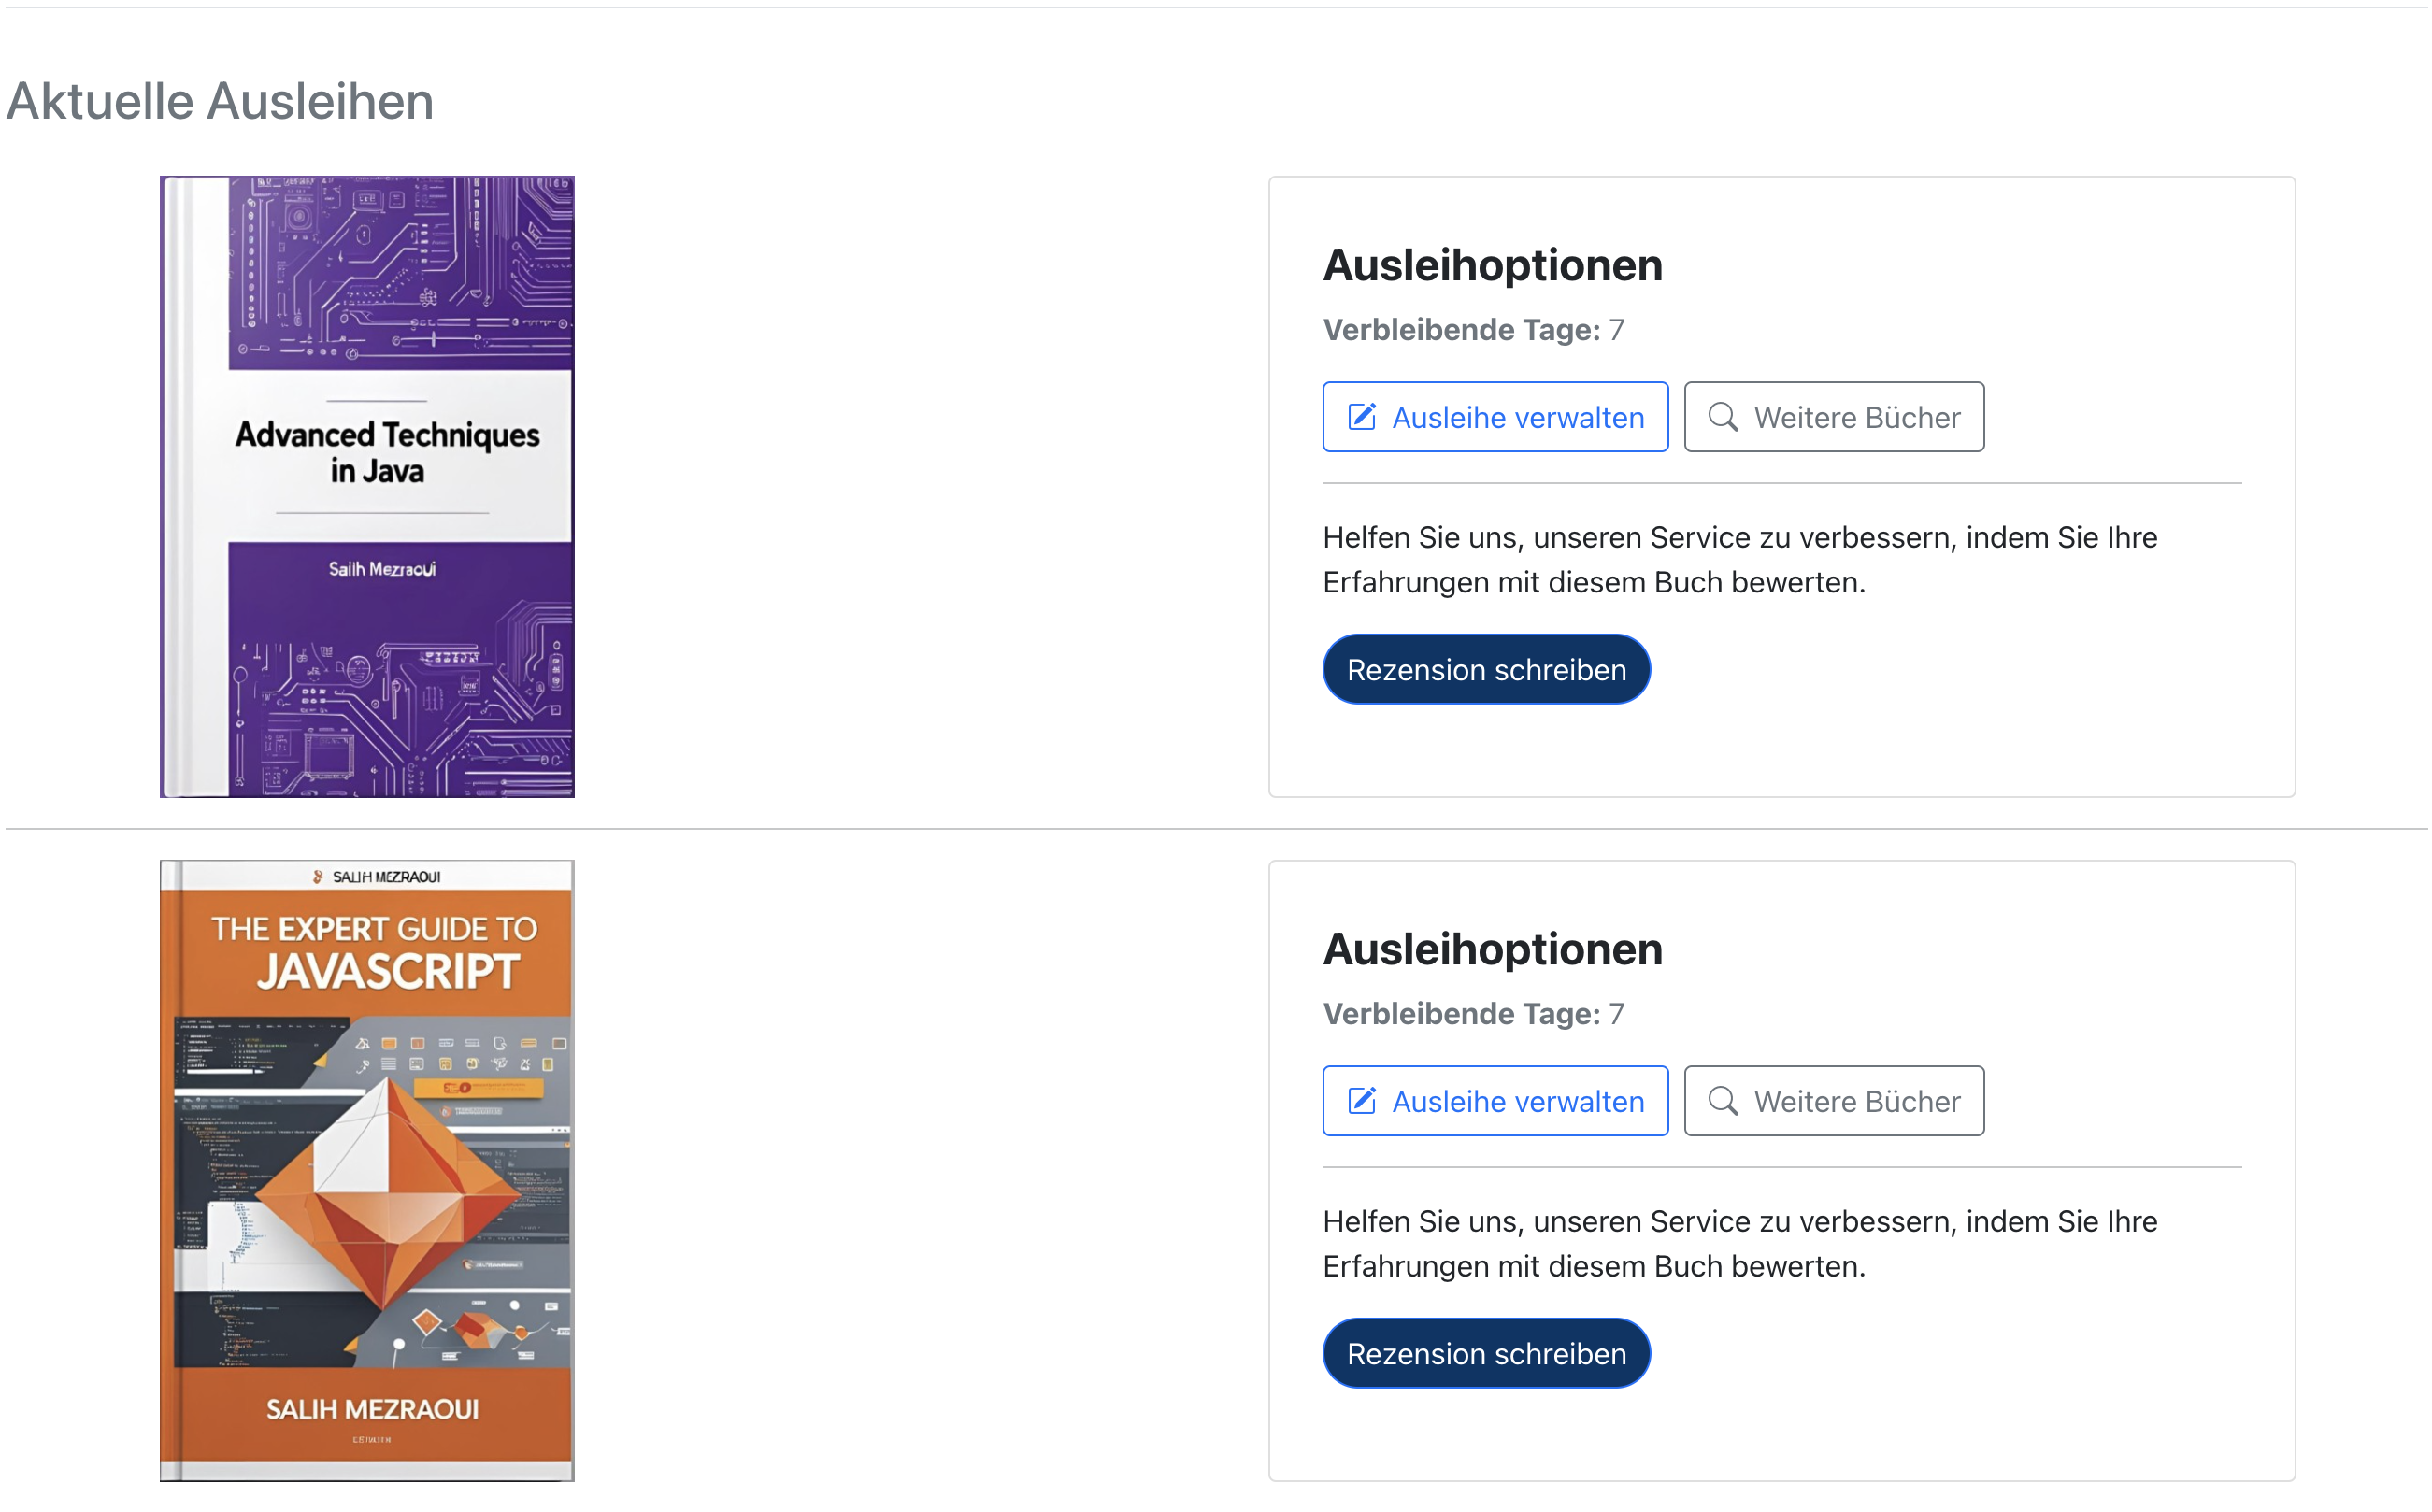 Aktuelle Ausleihen
Advanced Techniques
in Java
Salih Mezraoui
Ausleihoptionen
Verbleibende Tage: 7
Ausleihe verwalten
Weitere Bücher
Helfen Sie uns, unseren Service zu verbessern, indem Sie Ihre
Erfahrungen mit diesem Buch bewerten.
Rezension schreiben
SALIH MEZRAOUI
THE EXPERT GUIDE TO
JAVASCRIPT
SALIH MEZRAOUI
Ausleihoptionen
Verbleibende Tage: 7
Ausleihe verwalten
Weitere Bücher
Helfen Sie uns, unseren Service zu verbessern, indem Sie Ihre
Erfahrungen mit diesem Buch bewerten.
Rezension schreiben